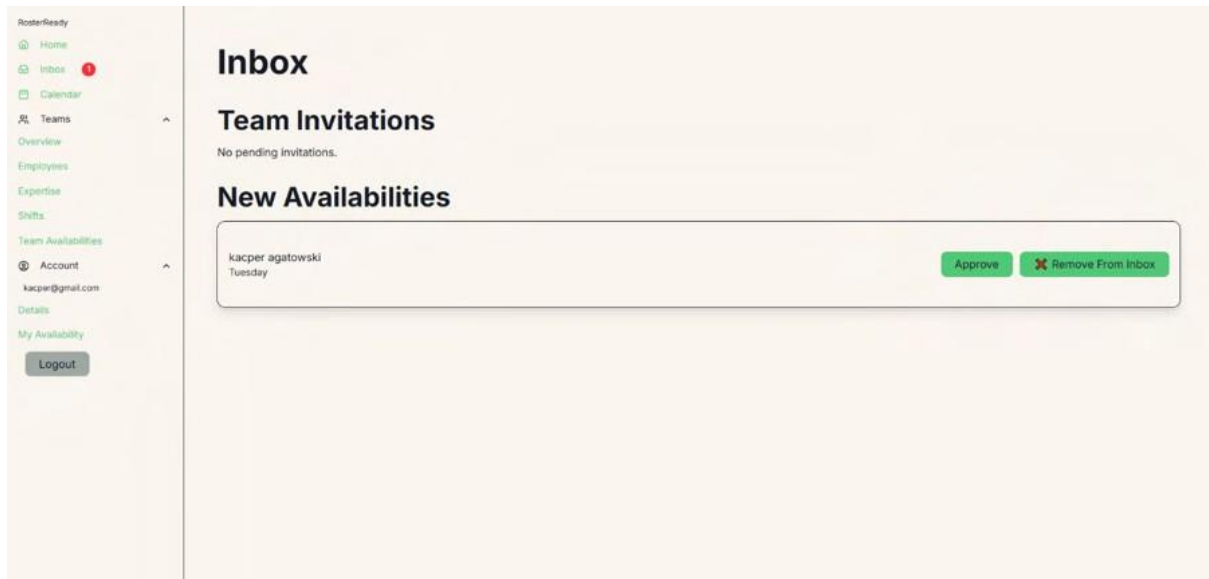 RosterReady
Home
Inbox 1
Calendar
Teams
Overview
Employees
Expertise
Shifts
Team Availabilities
Account
kacper@gmail.com
Details
My Availability
Logout
Inbox
Team Invitations
No pending invitations.
New Availabilities
kacper agatowski
Tuesday
Approve
Remove From Inbox